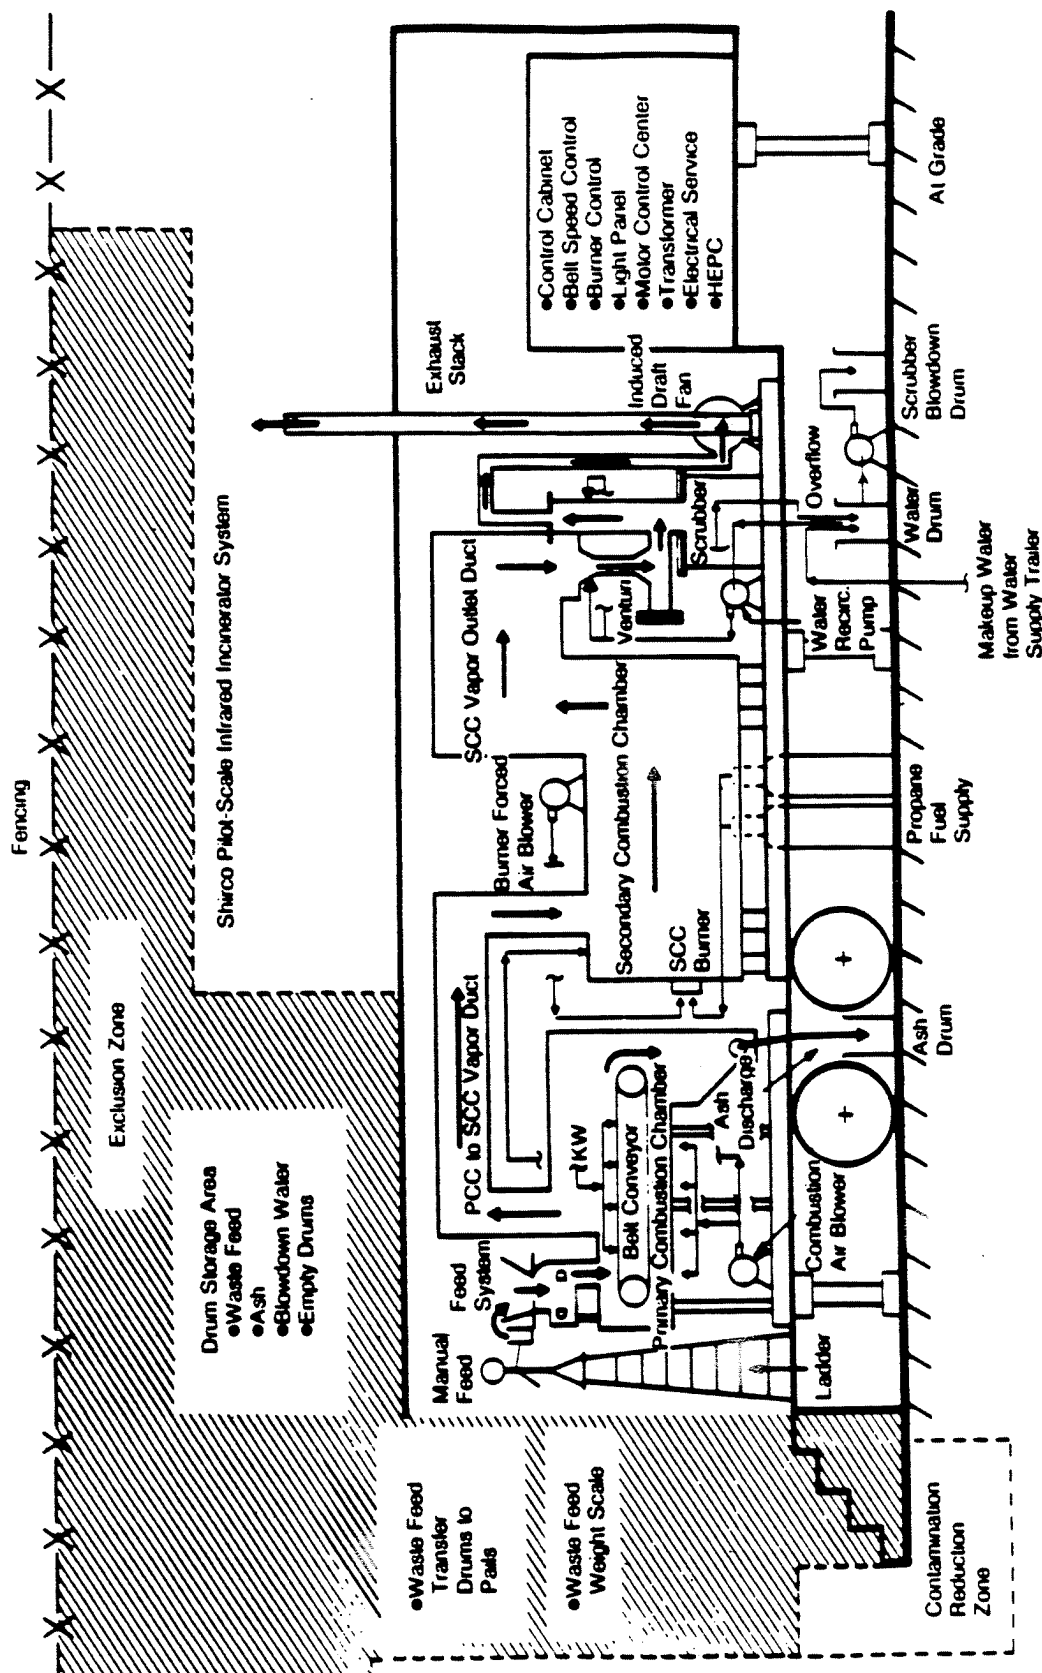 Fencing
Exclusion Zone
Shirco Pilot-Scale Infrared Incinerator System
Drum Storage Area
●Waste Feed
●Ash
●Blowdown Water
●Empty Drums
●Waste Feed
Transfer
Drums to
Pails
●Waste Feed
Weight Scale
Manual
Feed
Feed
System
PCC to SCC Vapor Duct
Burner Forced
Air Blower
SCC Vapor Outlet Duct
Exhaust
Stack
●Control Cabinet
●Belt Speed Control
●Burner Control
●Light Panel
●Motor Control Center
●Transformer
●Electrical Service
●HEPC
KW
Belt Conveyor
Primary Combustion Chamber
Ash
Discharge
Secondary Combustion Chamber
SCC
Burner
Venturi
Scrubber
Induced
Draft
Fan
Ladder
Combustion
Air Blower
Water
Recirc.
Pump
Overflow
Contamination
Reduction
Zone
Ash
Drum
Propane
Fuel
Supply
Makeup Water
from Water
Supply Trailer
Water
Drum
Scrubber
Blowdown
Drum
At Grade